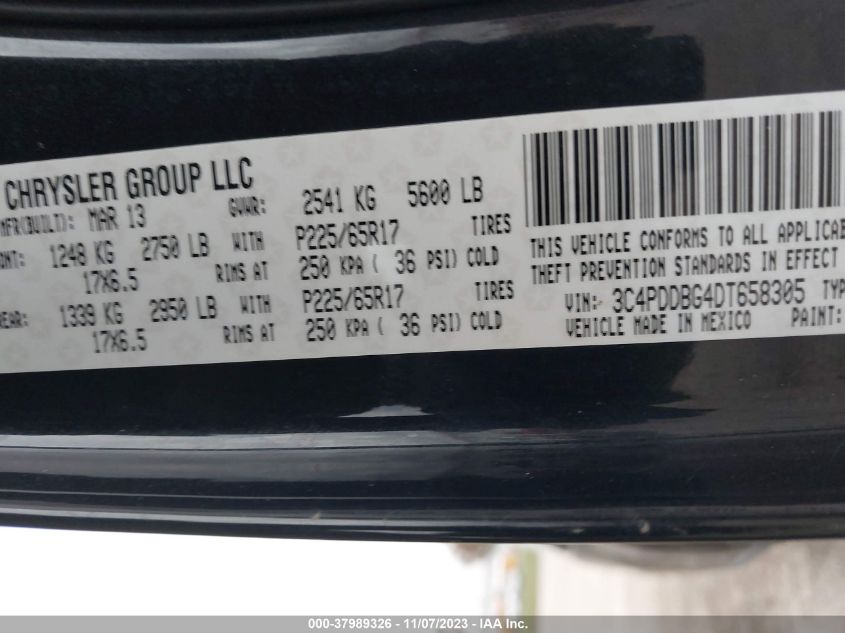 CHRYSLER GROUP LLC
MFR(BUILT): MAR 13 GVWR: 2541 KG 5600 LB
1248 KG 2750 LB WITH P225/65R17 TIRES
17X6.5 RIMS AT 250 KPA ( 36 PSI) COLD
1339 KG 2950 LB WITH P225/65R17 TIRES
17X6.5 RIMS AT 250 KPA ( 36 PSI) COLD
THIS VEHICLE CONFORMS TO ALL
THEFT PREVENTION STANDARDS IN EFFECT
VIN: 3C4PDDBG4DT658305
VEHICLE MADE IN MEXICO PAINT:
000-37989326 - 11/07/2023 - IAA Inc.